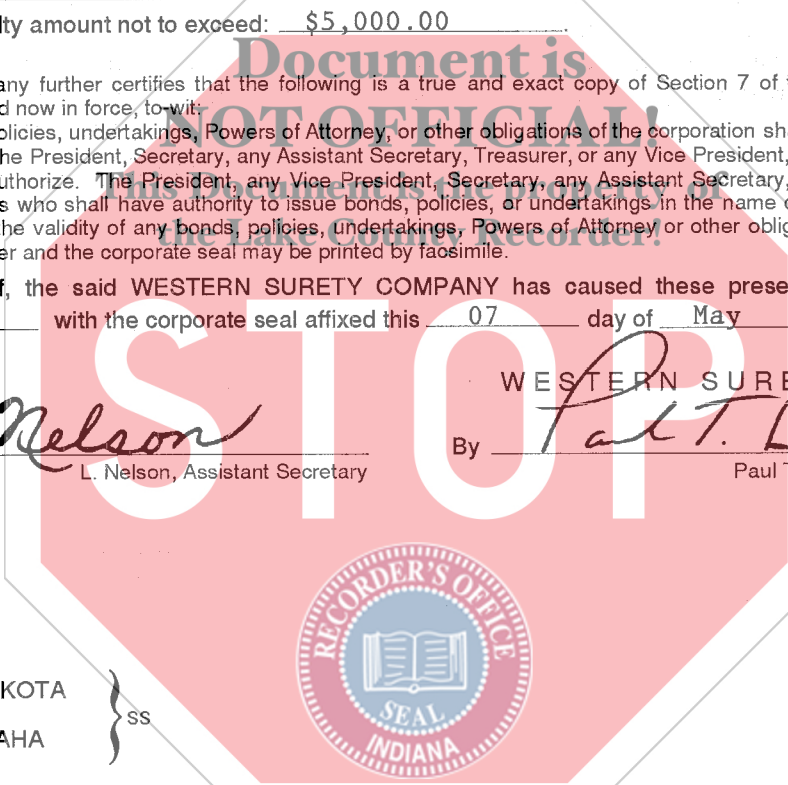 lty amount not to exceed: $5,000.00.
Document is
any further certifies that the following is a true and exact copy of Section 7 of
d now in force, to-wit:
NOT OFFICIAL!
olicies, undertakings, Powers of Attorney, or other obligations of the corporation sh
he President, Secretary, any Assistant Secretary, Treasurer, or any Vice President,
uthorize. The President, any Vice President, Secretary, any Assistant Secretary,
This Document is the property of
s who shall have authority to issue bonds, policies, or undertakings in the name
he validity of any bonds, policies, undertakings, Powers of Attorney or other oblig
the Lake County Recorder!
er and the corporate seal may be printed by facsimile.
f, the said WESTERN SURETY COMPANY has caused these prese
with the corporate seal affixed this 07 day of May
STOP
WESTERN SURE
Nelson
By Paul T.
L. Nelson, Assistant Secretary
Paul T
RECORDER'S OFFICE
SEAL
INDIANA
KOTA
SS
AHA